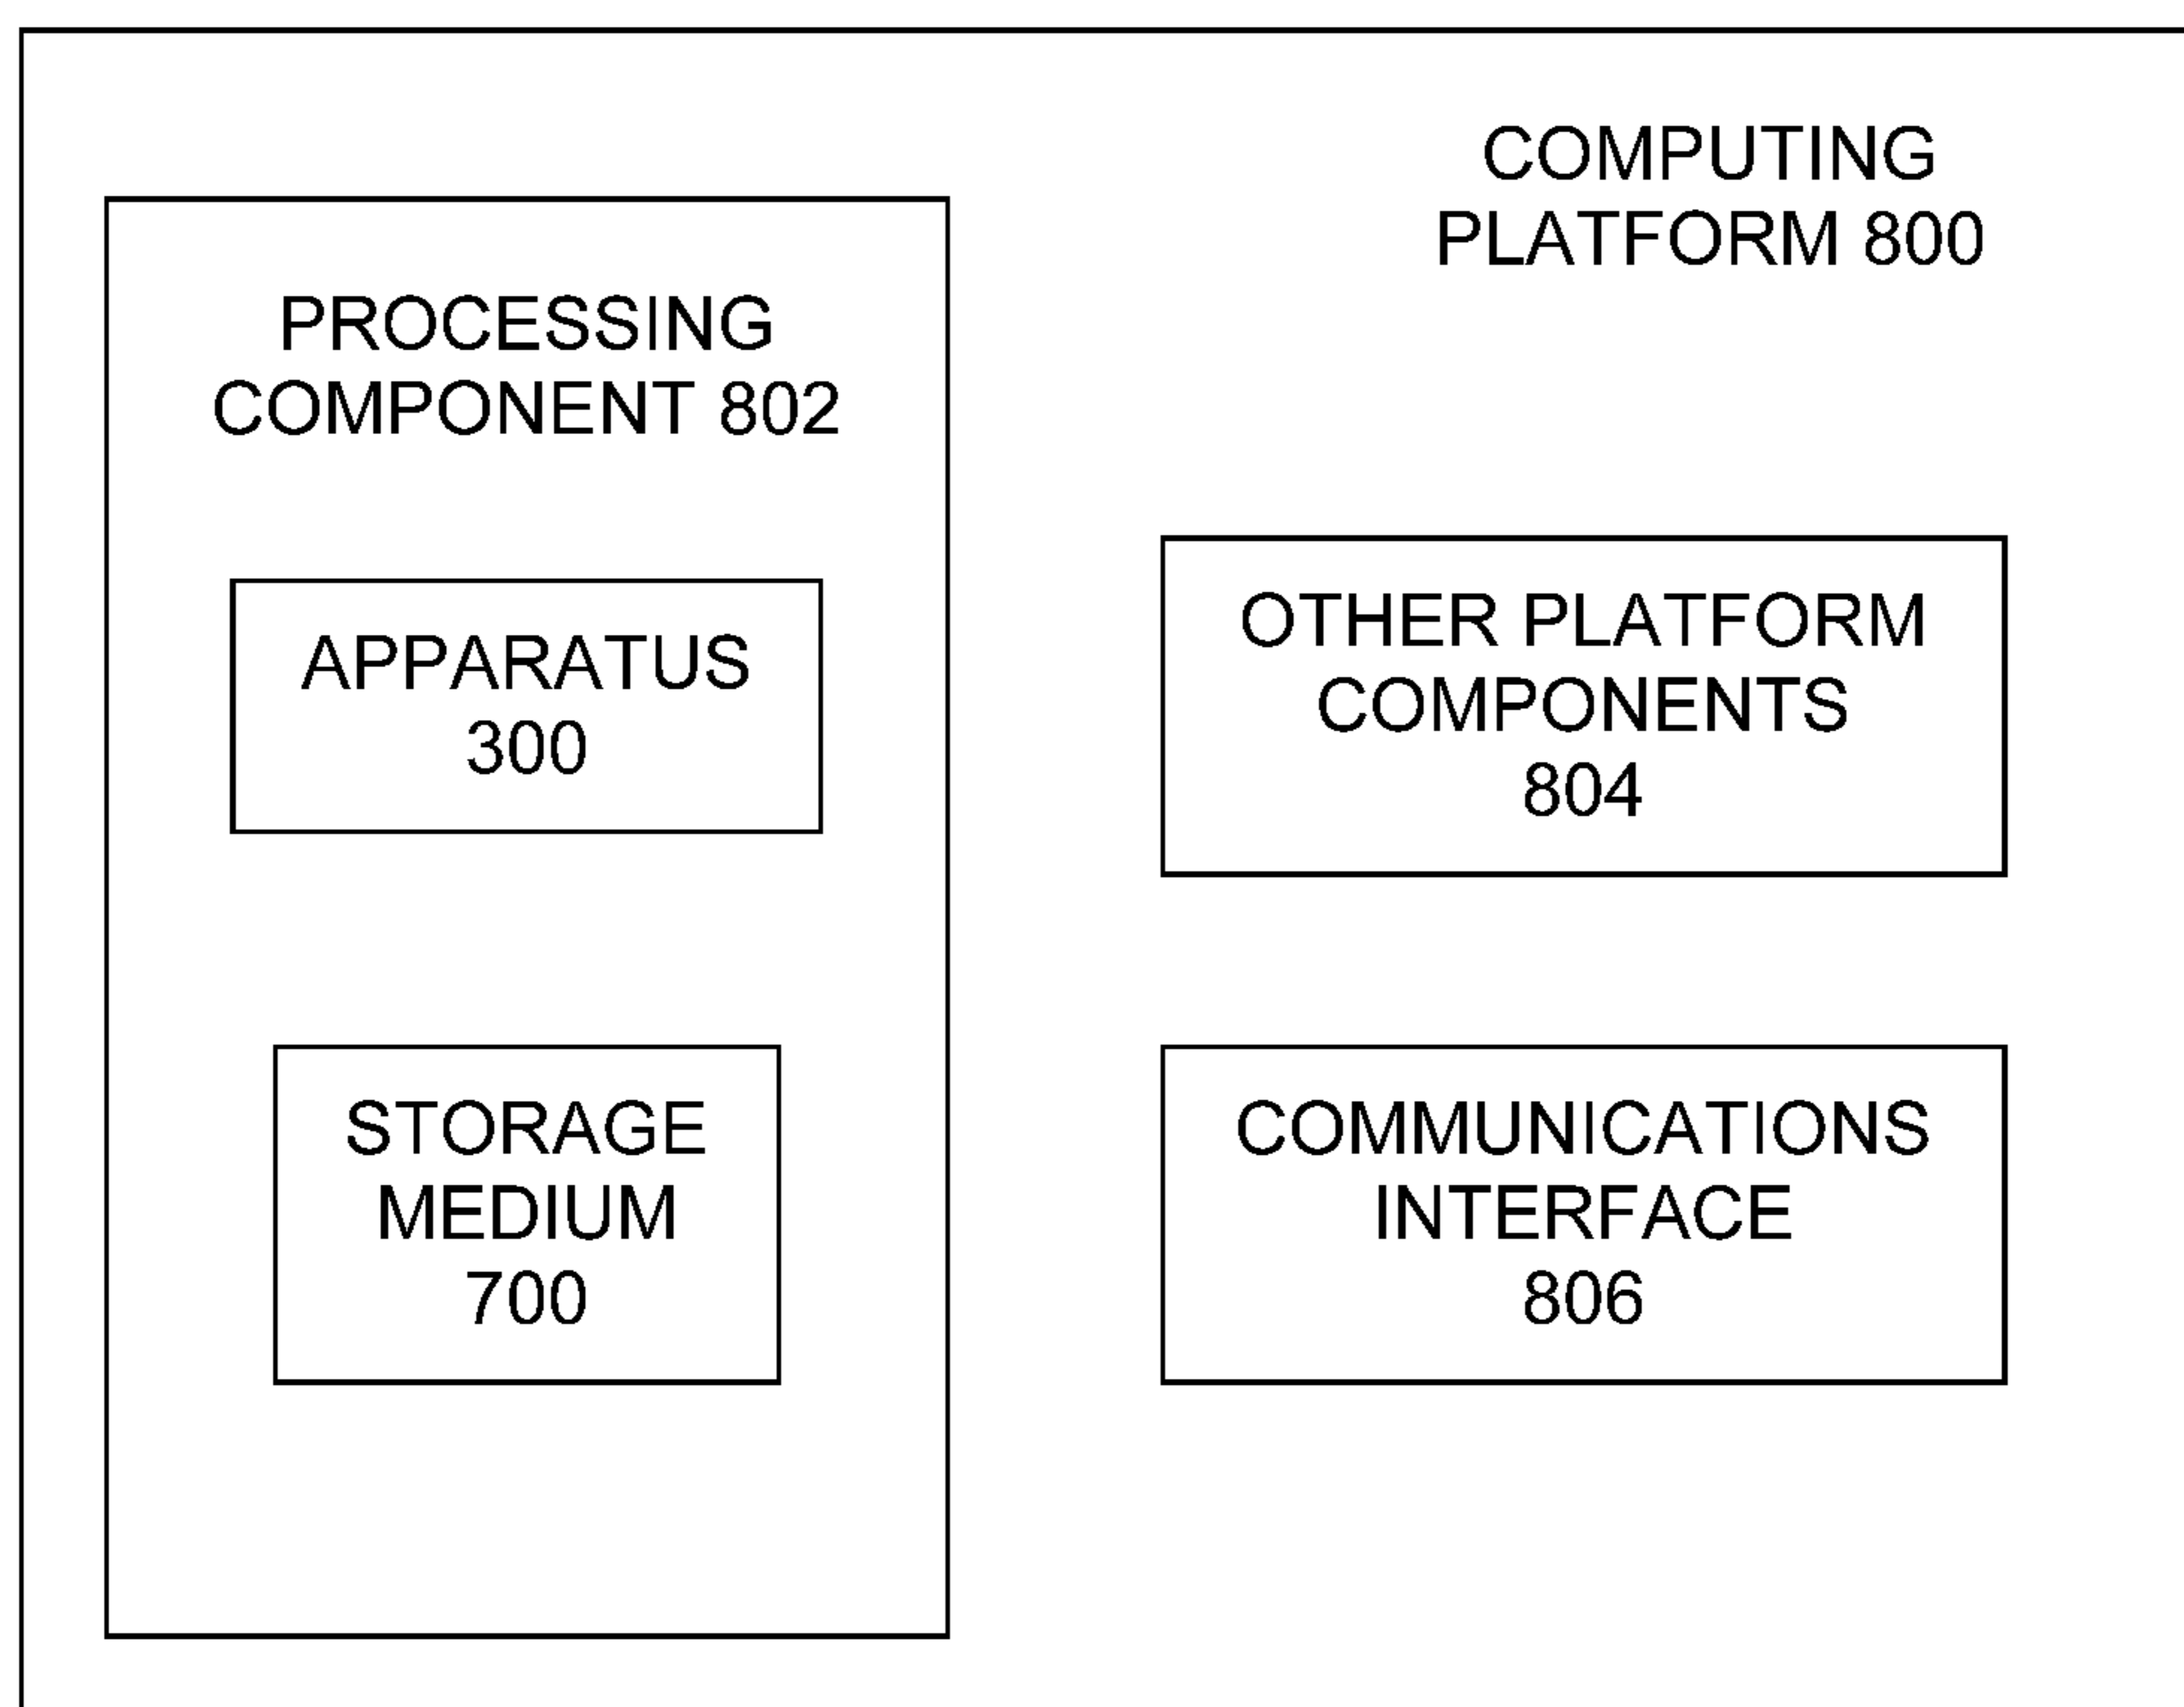 COMPUTING
PLATFORM 800
PROCESSING
COMPONENT 802
APPARATUS
300
STORAGE
MEDIUM
700
OTHER PLATFORM
COMPONENTS
804
COMMUNICATIONS
INTERFACE
806